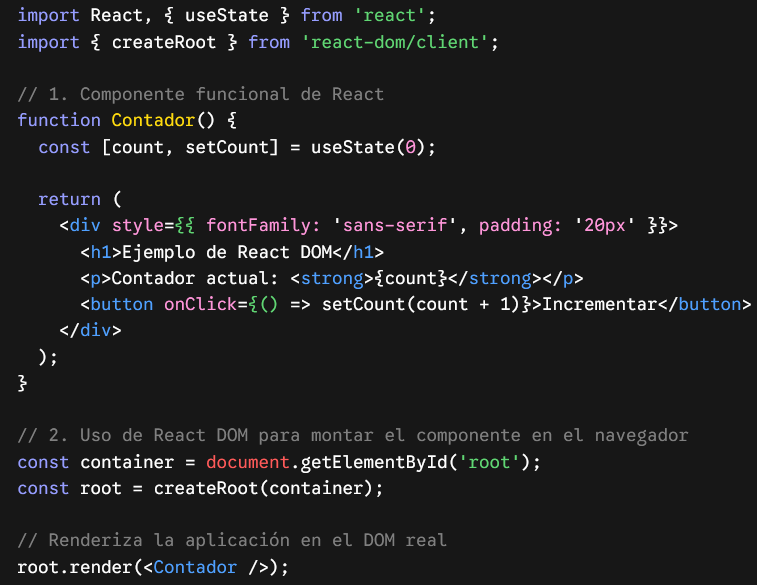 import React, { useState } from 'react';
import { createRoot } from 'react-dom/client';

// 1. Componente funcional de React
function Contador() {
  const [count, setCount] = useState(0);

  return (
    <div style={{ fontFamily: 'sans-serif', padding: '20px' }}>
      <h1>Ejemplo de React DOM</h1>
      <p>Contador actual: <strong>{count}</strong></p>
      <button onClick={() => setCount(count + 1)}>Incrementar</button>
    </div>
  );
}

// 2. Uso de React DOM para montar el componente en el navegador
const container = document.getElementById('root');
const root = createRoot(container);

// Renderiza la aplicación en el DOM real
root.render(<Contador />);